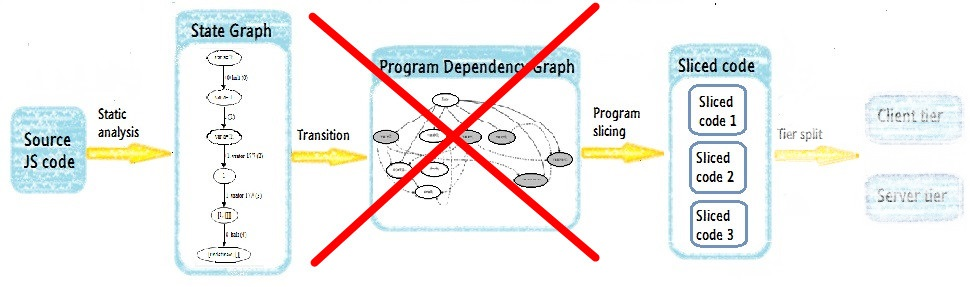 State Graph
Program Dependency Graph
Sliced code
Source
JS code
Static
analysis
Transition
Program
slicing
Sliced
code 1
Sliced
code 2
Sliced
code 3
Tier split
Client tier
Server tier